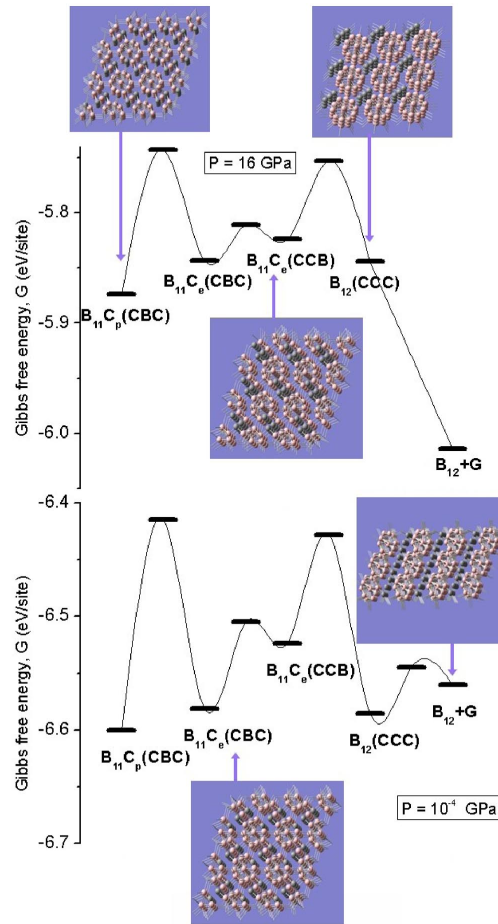 P = 16 GPa
Gibbs free energy, G (eV/site)
-5.8
-5.9
-6.0
B₁₁Cₚ(CBC)
B₁₁Cₑ(CBC)
B₁₁Cₑ(CCB)
B₁₂(CCC)
B₁₂+G
Gibbs free energy, G (eV/site)
-6.4
-6.5
-6.6
-6.7
B₁₁Cₚ(CBC)
B₁₁Cₑ(CBC)
B₁₁Cₑ(CCB)
B₁₂(CCC)
B₁₂+G
P = 10⁻⁴ GPa